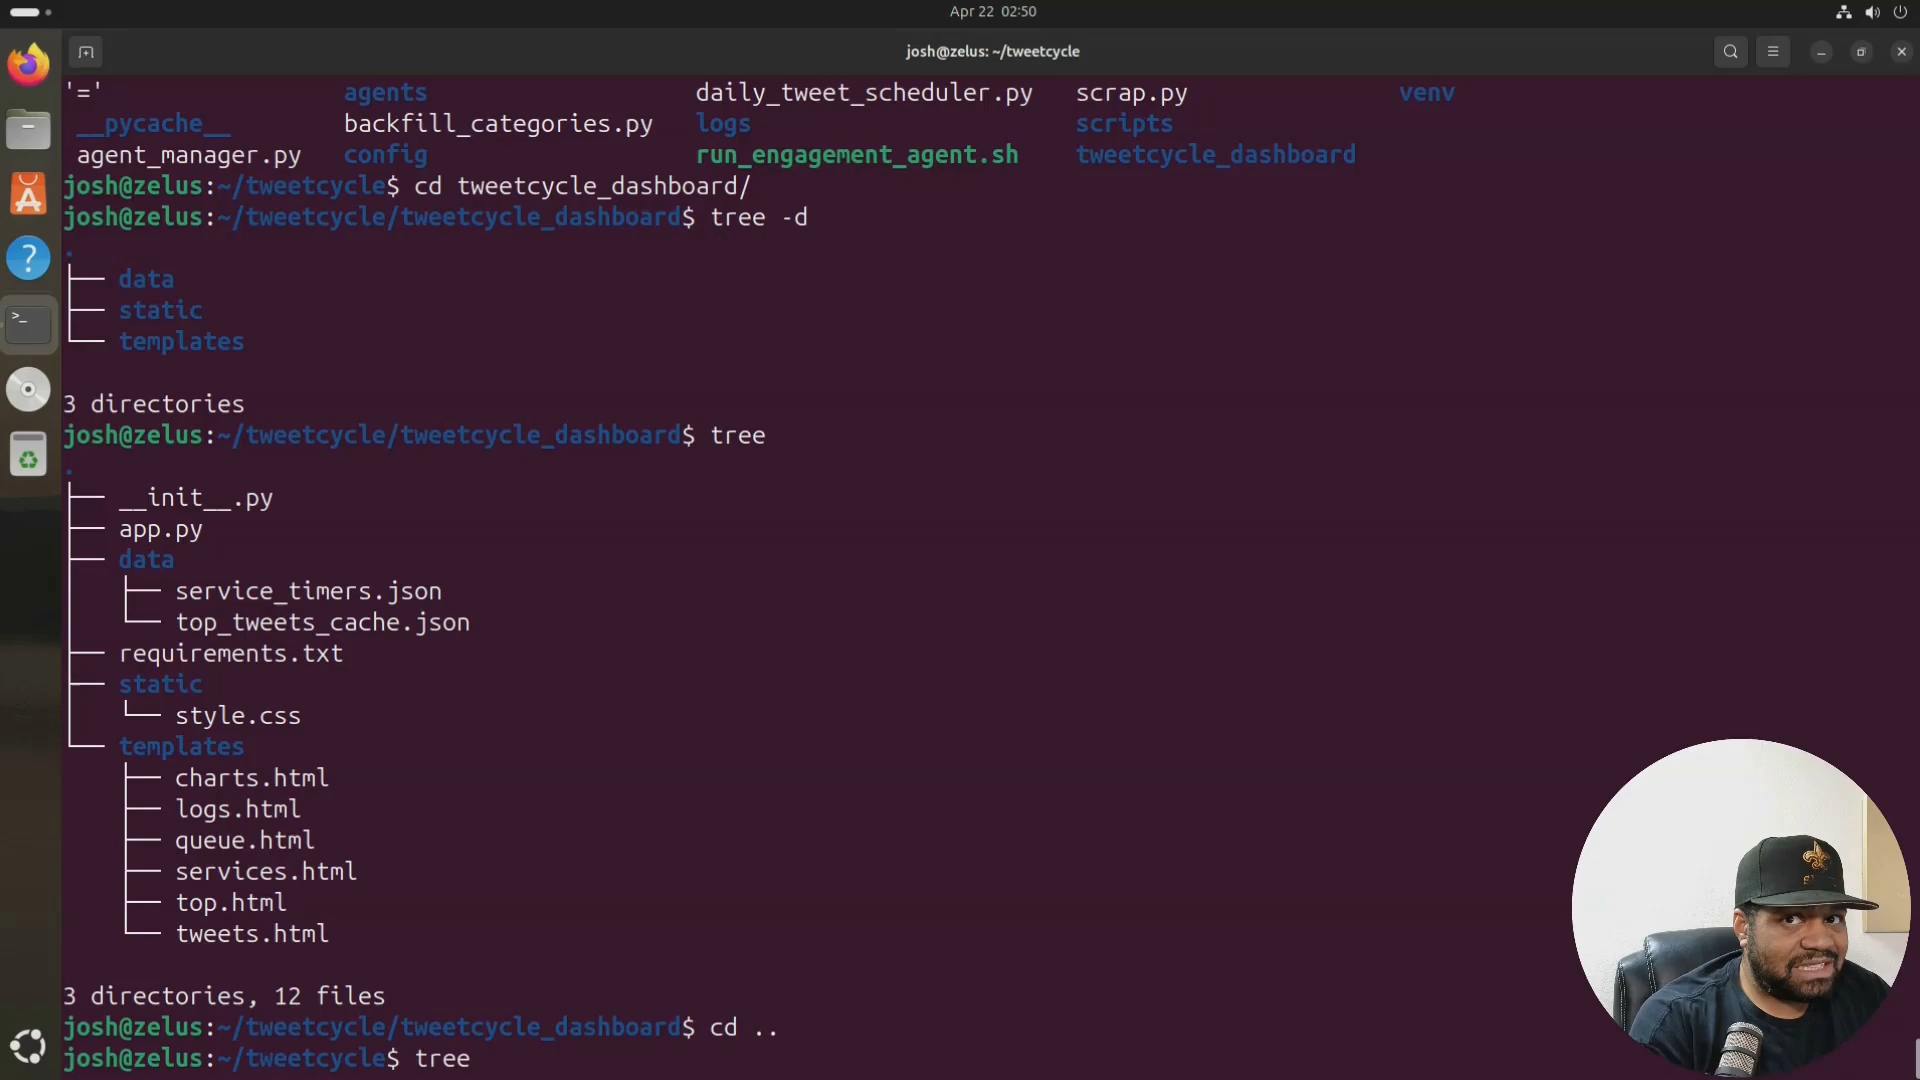 Apr 22 02:50
josh@zelus: ~/tweetcycle
'=' agents daily_tweet_scheduler.py scrap.py venv
__pycache__ backfill_categories.py logs scripts
agent_manager.py config run_engagement_agent.sh tweetcycle_dashboard
josh@zelus:~/tweetcycle$ cd tweetcycle_dashboard/
josh@zelus:~/tweetcycle/tweetcycle_dashboard$ tree -d
.
├── data
├── static
└── templates
3 directories
josh@zelus:~/tweetcycle/tweetcycle_dashboard$ tree
.
├── __init__.py
├── app.py
├── data
│   ├── service_timers.json
│   └── top_tweets_cache.json
├── requirements.txt
├── static
│   └── style.css
└── templates
    ├── charts.html
    ├── logs.html
    ├── queue.html
    ├── services.html
    ├── top.html
    └── tweets.html
3 directories, 12 files
josh@zelus:~/tweetcycle/tweetcycle_dashboard$ cd ..
josh@zelus:~/tweetcycle$ tree